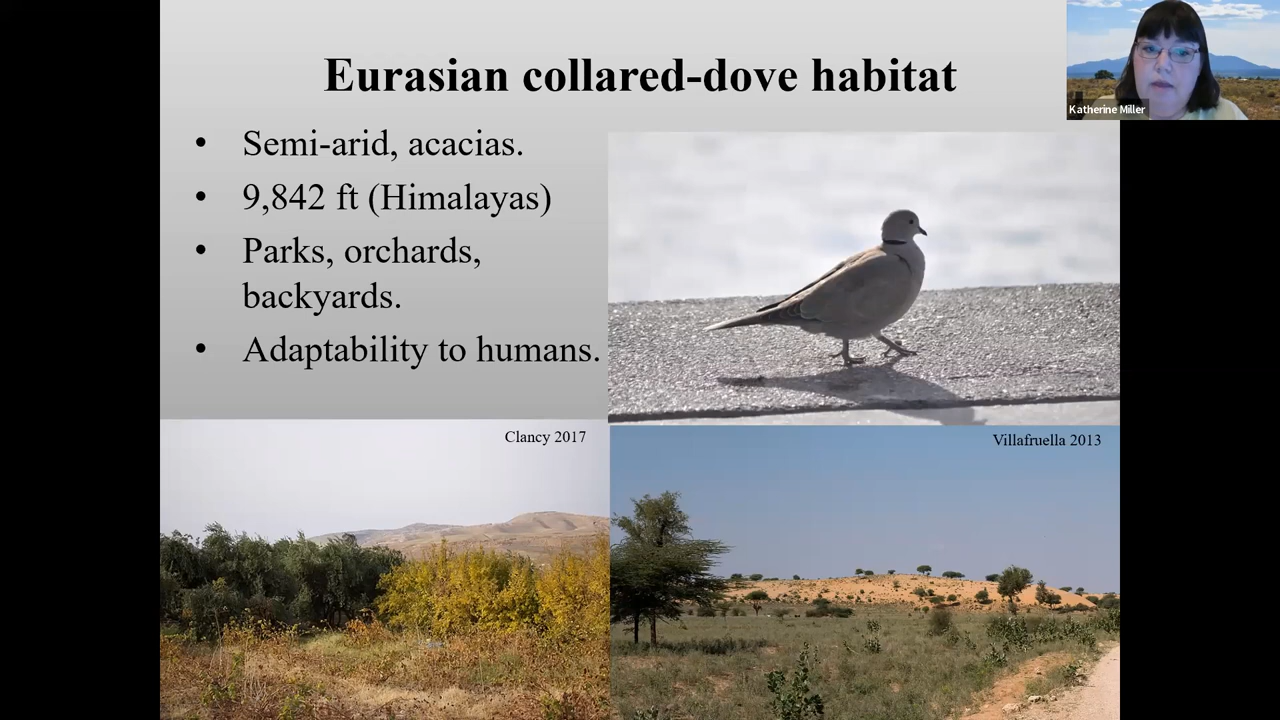 Eurasian collared-dove habitat
Katherine Miller
• Semi-arid, acacias.
• 9,842 ft (Himalayas)
• Parks, orchards,
backyards.
• Adaptability to humans.
Clancy 2017
Villafruella 2013